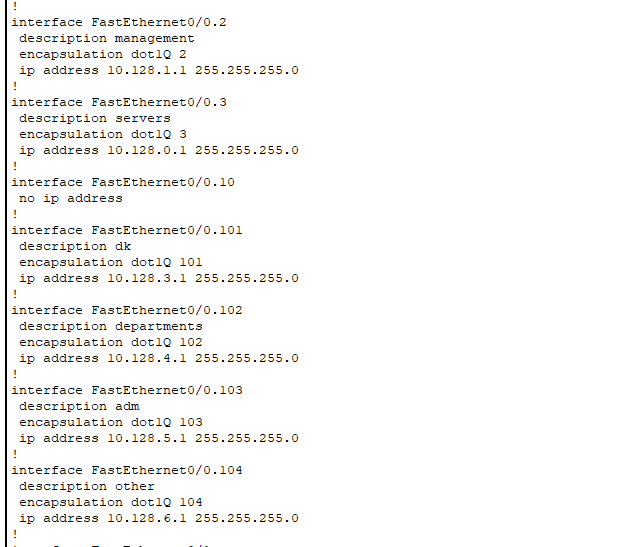 !
interface FastEthernet0/0.2
description management
encapsulation dot1Q 2
ip address 10.128.1.1 255.255.255.0
!
interface FastEthernet0/0.3
description servers
encapsulation dot1Q 3
ip address 10.128.0.1 255.255.255.0
!
interface FastEthernet0/0.10
no ip address
!
interface FastEthernet0/0.101
description dk
encapsulation dot1Q 101
ip address 10.128.3.1 255.255.255.0
!
interface FastEthernet0/0.102
description departments
encapsulation dot1Q 102
ip address 10.128.4.1 255.255.255.0
!
interface FastEthernet0/0.103
description adm
encapsulation dot1Q 103
ip address 10.128.5.1 255.255.255.0
!
interface FastEthernet0/0.104
description other
encapsulation dot1Q 104
ip address 10.128.6.1 255.255.255.0
!